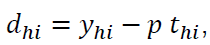 d_{hi} = y_{hi} − p t_{hi},